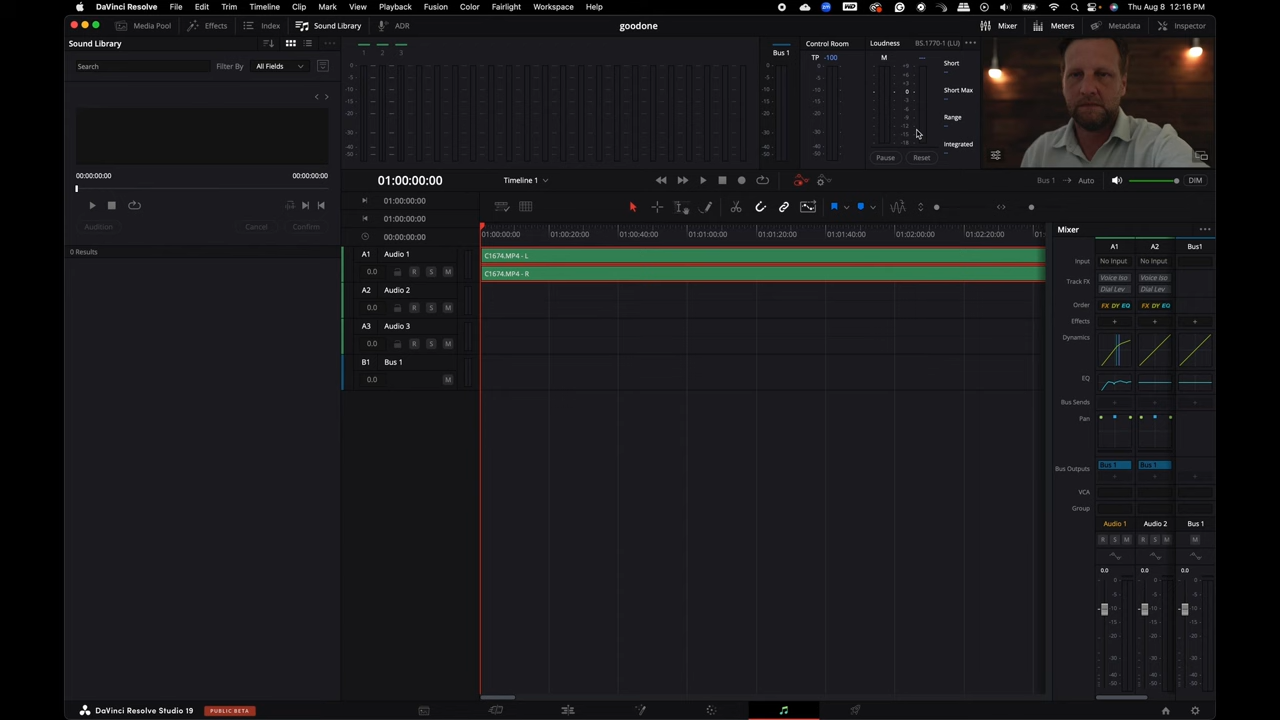 DaVinci Resolve File Edit Trim Timeline Clip Mark View Playback Fusion Color Fairlight Workspace Help Thu Aug 8 12:16 PM
Media Pool Effects Index Sound Library ADR goodone Mixer Meters Metadata Inspector
Sound Library
Search Filter By All Fields
00:00:00:00 00:00:00:00
Audition Cancel Confirm
0 Results
1 2 3
Bus 1
Control Room
TP -100
Loudness BS.1770-1 (LU)
M
Short
Short Max
Range
Integrated
Pause Reset
01:00:00:00 Timeline 1 Bus 1 Auto DIM
01:00:00:00
01:00:00:00
00:00:00:00
01:00:00:00 01:00:20:00 01:00:40:00 01:01:00:00 01:01:20:00 01:01:40:00 01:02:00:00 01:02:20:00
A1 Audio 1
0.0 R S M
C1674.MP4 - L
C1674.MP4 - R
A2 Audio 2
0.0 R S M
A3 Audio 3
0.0 R S M
B1 Bus 1
0.0 M
Mixer
A1 A2 Bus1
Input No Input No Input
Track FX Voice Iso Voice Iso
Dial Lev Dial Lev
Order FX DY EQ FX DY EQ
Effects
Dynamics
EQ
Bus Sends
Pan
Bus Outputs Bus 1 Bus 1
VCA
Group
Audio 1 Audio 2 Bus 1
R S M R S M M
0.0 0.0 0.0
DaVinci Resolve Studio 19 PUBLIC BETA